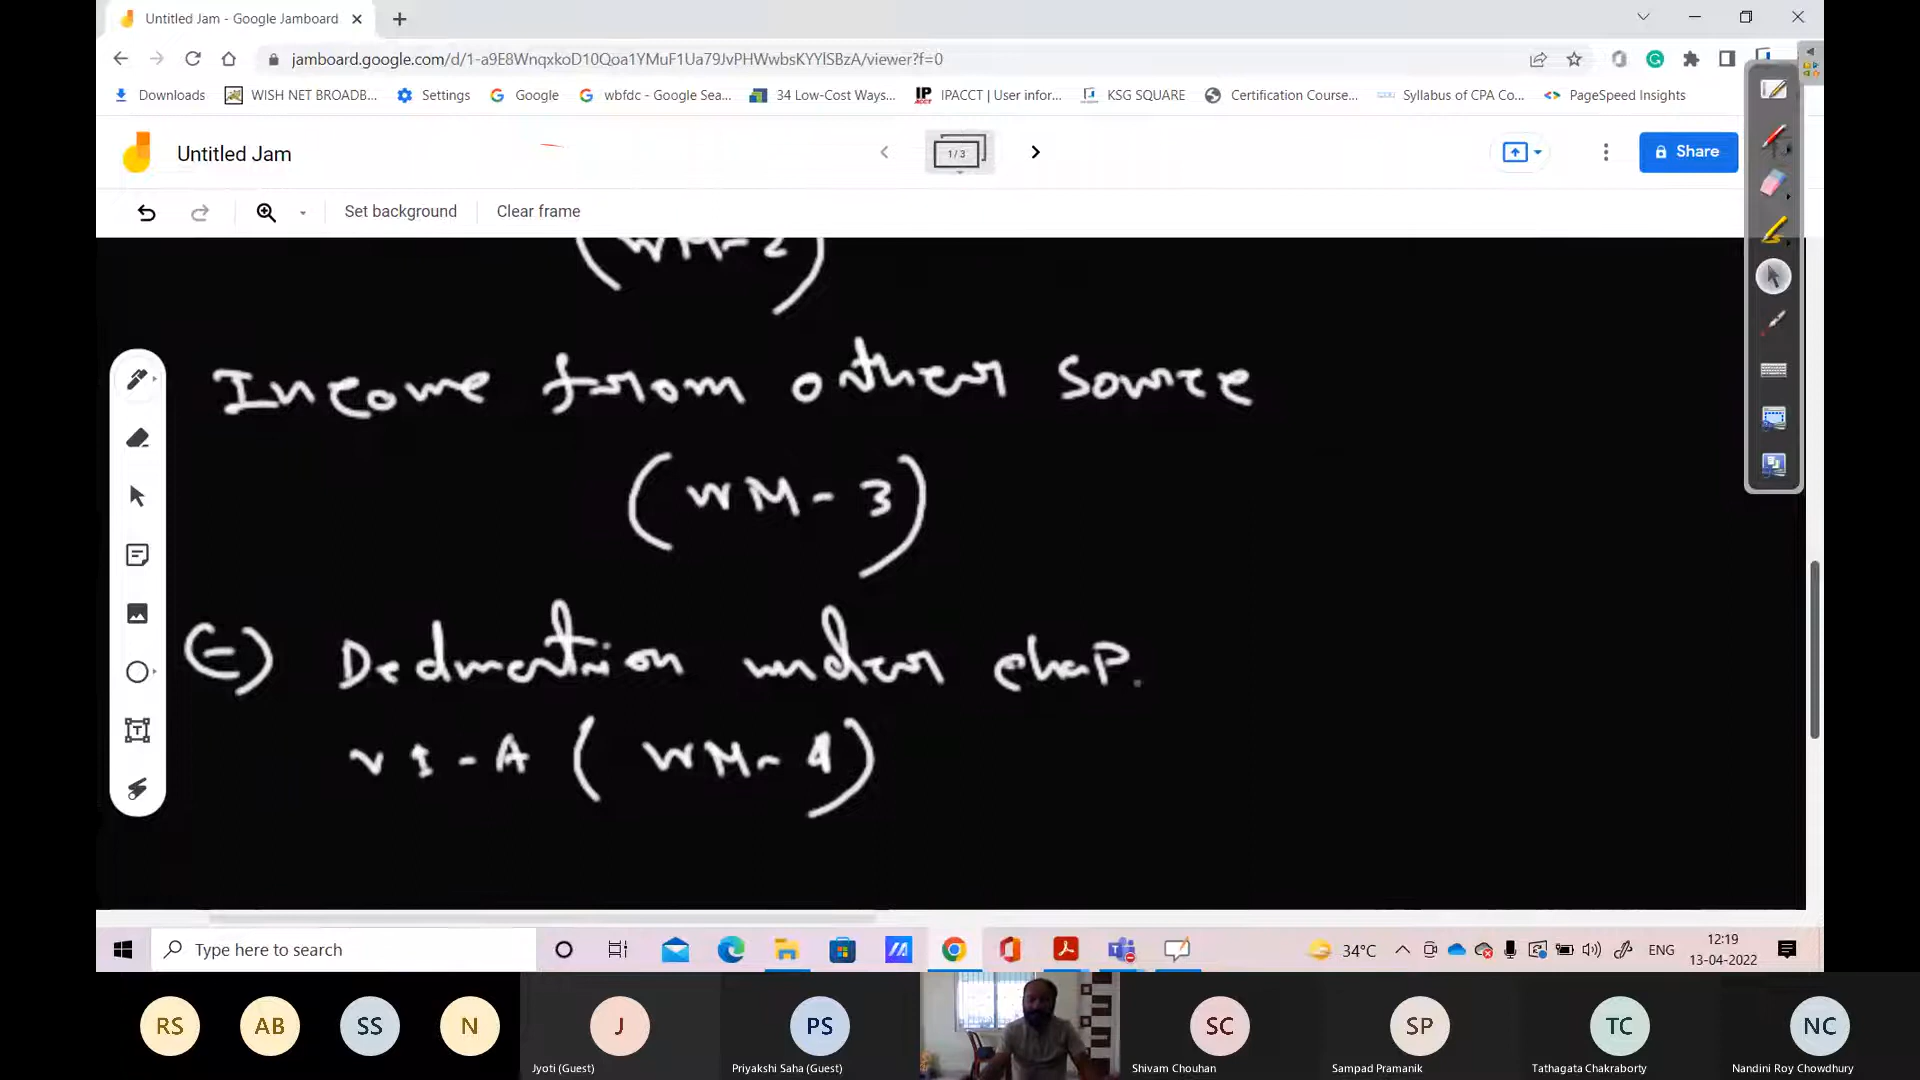 Untitled Jam - Google Jamboard
jamboard.google.com/d/1-a9E8WnqxkoD10Qoa1YMuF1Ua79JvPHWwbsKYYlSBzA/viewer?f=0
Downloads WISH NET BROADB... Settings Google wbfdc - Google Sea... 34 Low-Cost Ways... IPACCT | User infor... KSG SQUARE Certification Course... Syllabus of CPA Co... PageSpeed Insights
Untitled Jam 1 / 3 Share
Set background Clear frame
(WM-2)
Income from other Source
(WM-3)
(-) Deduction under chap.
VI-A (WM-4)
Type here to search 34°C ENG 12:19
13-04-2022
RS AB SS N J PS SC SP TC NC
Jyoti (Guest) Priyakshi Saha (Guest) Shivam Chouhan Sampad Pramanik Tathagata Chakraborty Nandini Roy Chowdhury